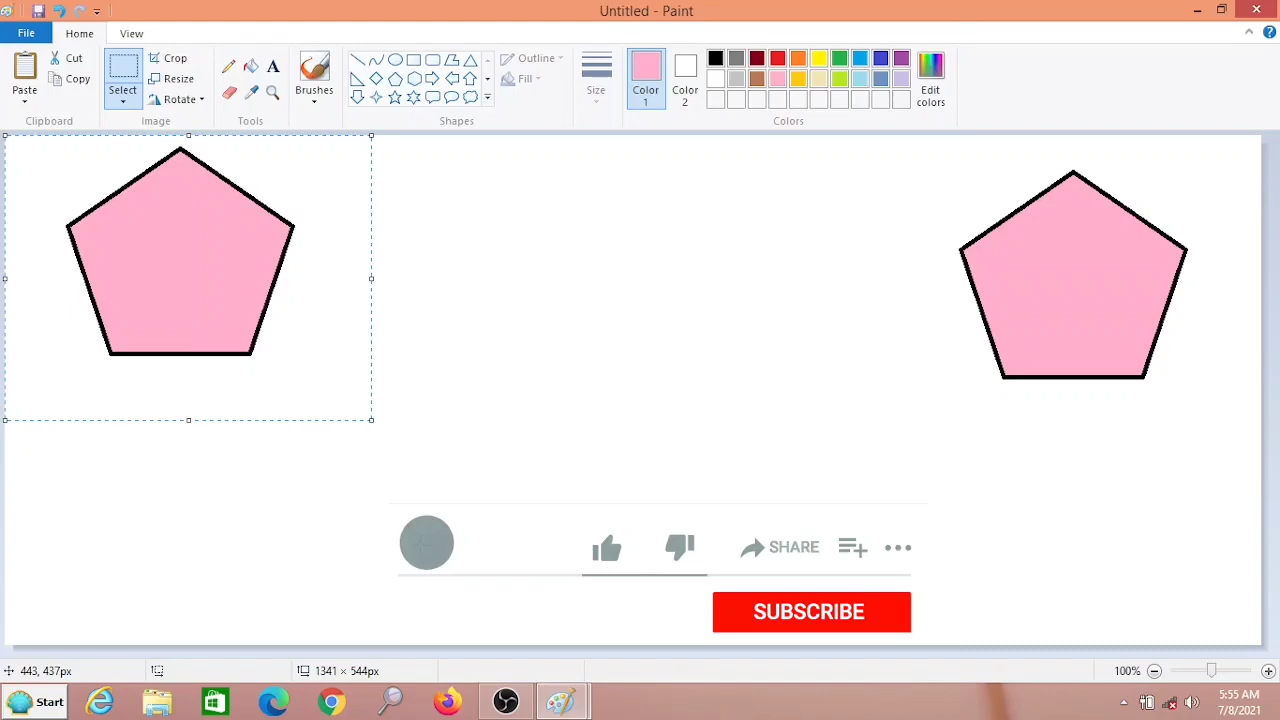 Untitled - Paint
File
Home
View
Paste
Cut
Copy
Clipboard
Select
Crop
Resize
Rotate
Image
A
Tools
Brushes
Shapes
Outline
Fill
Size
Color
1
Color
2
Edit
colors
Colors
SHARE
SUBSCRIBE
443, 437px
1341 × 544px
100%
Start
5:55 AM
7/8/2021